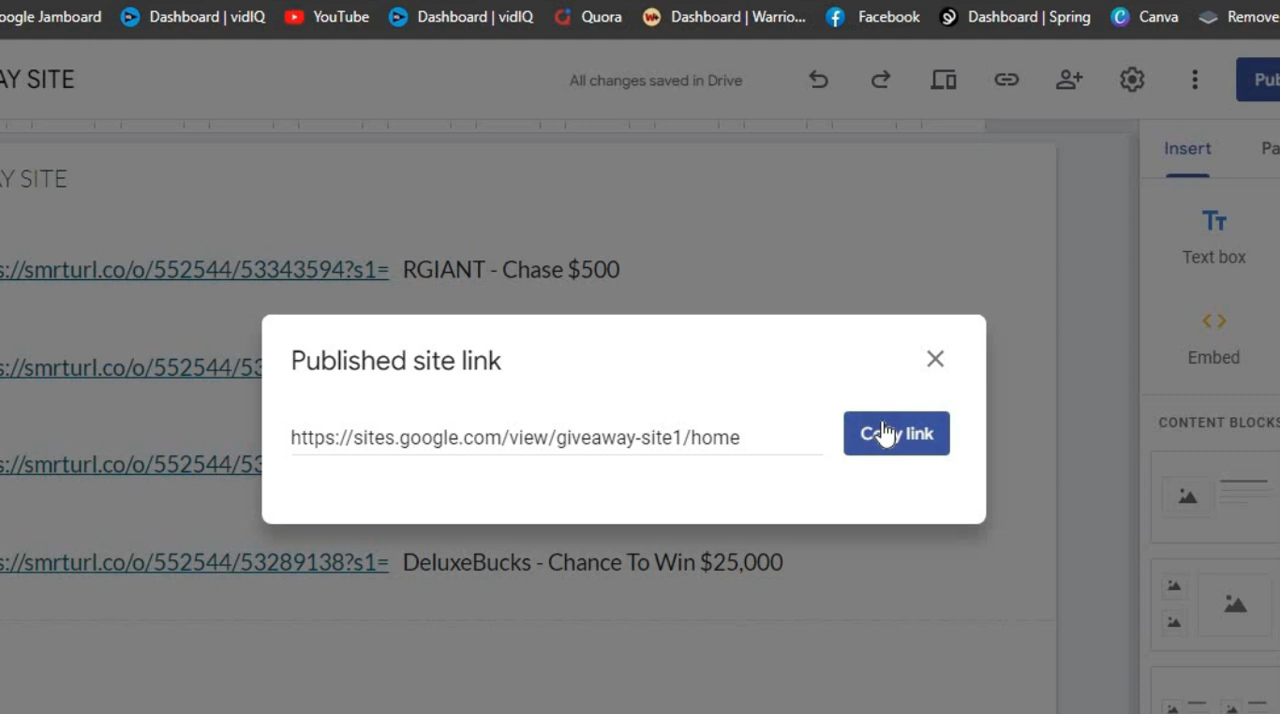 oogle Jamboard Dashboard | vidIQ YouTube Dashboard | vidIQ Quora Dashboard | Warrio... Facebook Dashboard | Spring Canva Remove
AY SITE All changes saved in Drive Pub
Insert Pa
AY SITE
Text box
s://smrturl.co/o/552544/53343594?s1= RGIANT - Chase $500
Embed
Published site link
s://smrturl.co/o/552544/53
https://sites.google.com/view/giveaway-site1/home Copy link
CONTENT BLOCKS
s://smrturl.co/o/552544/53
s://smrturl.co/o/552544/53289138?s1= DeluxeBucks - Chance To Win $25,000